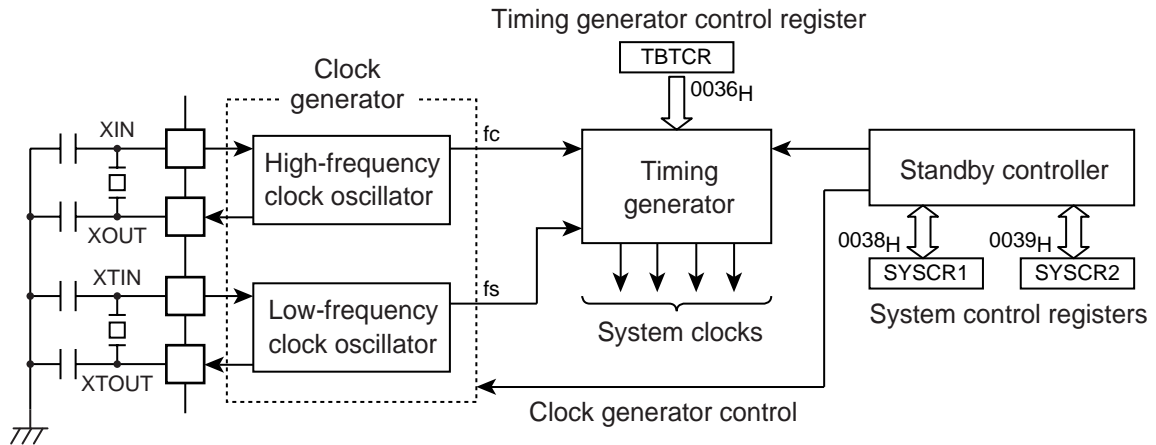 Timing generator control register
TBTCR
0036H
Clock
generator
XIN
XOUT
XTIN
XTOUT
High-frequency
clock oscillator
fc
Low-frequency
clock oscillator
fs
Timing
generator
System clocks
Standby controller
0038H
0039H
SYSCR1
SYSCR2
System control registers
Clock generator control